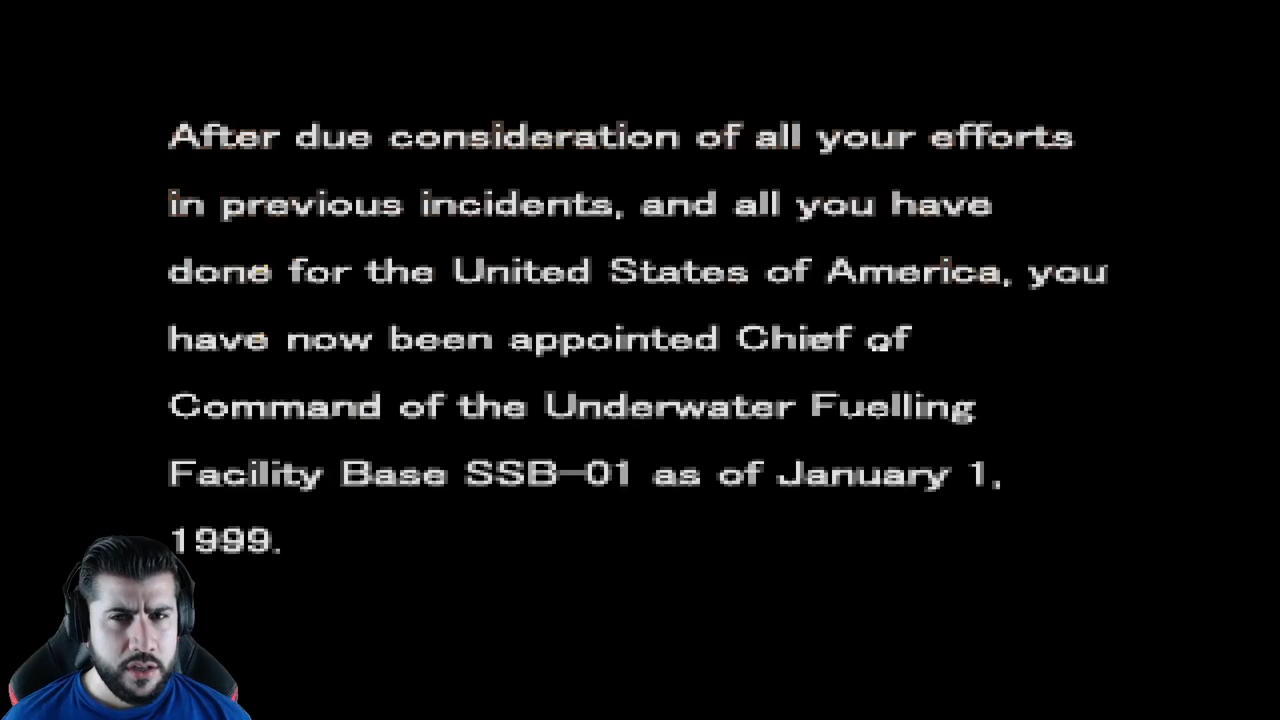 After due consideration of all your efforts
in previous incidents, and all you have
done for the United States of America, you
have now been appointed Chief of
Command of the Underwater Fuelling
Facility Base SSB-01 as of January 1,
1999.